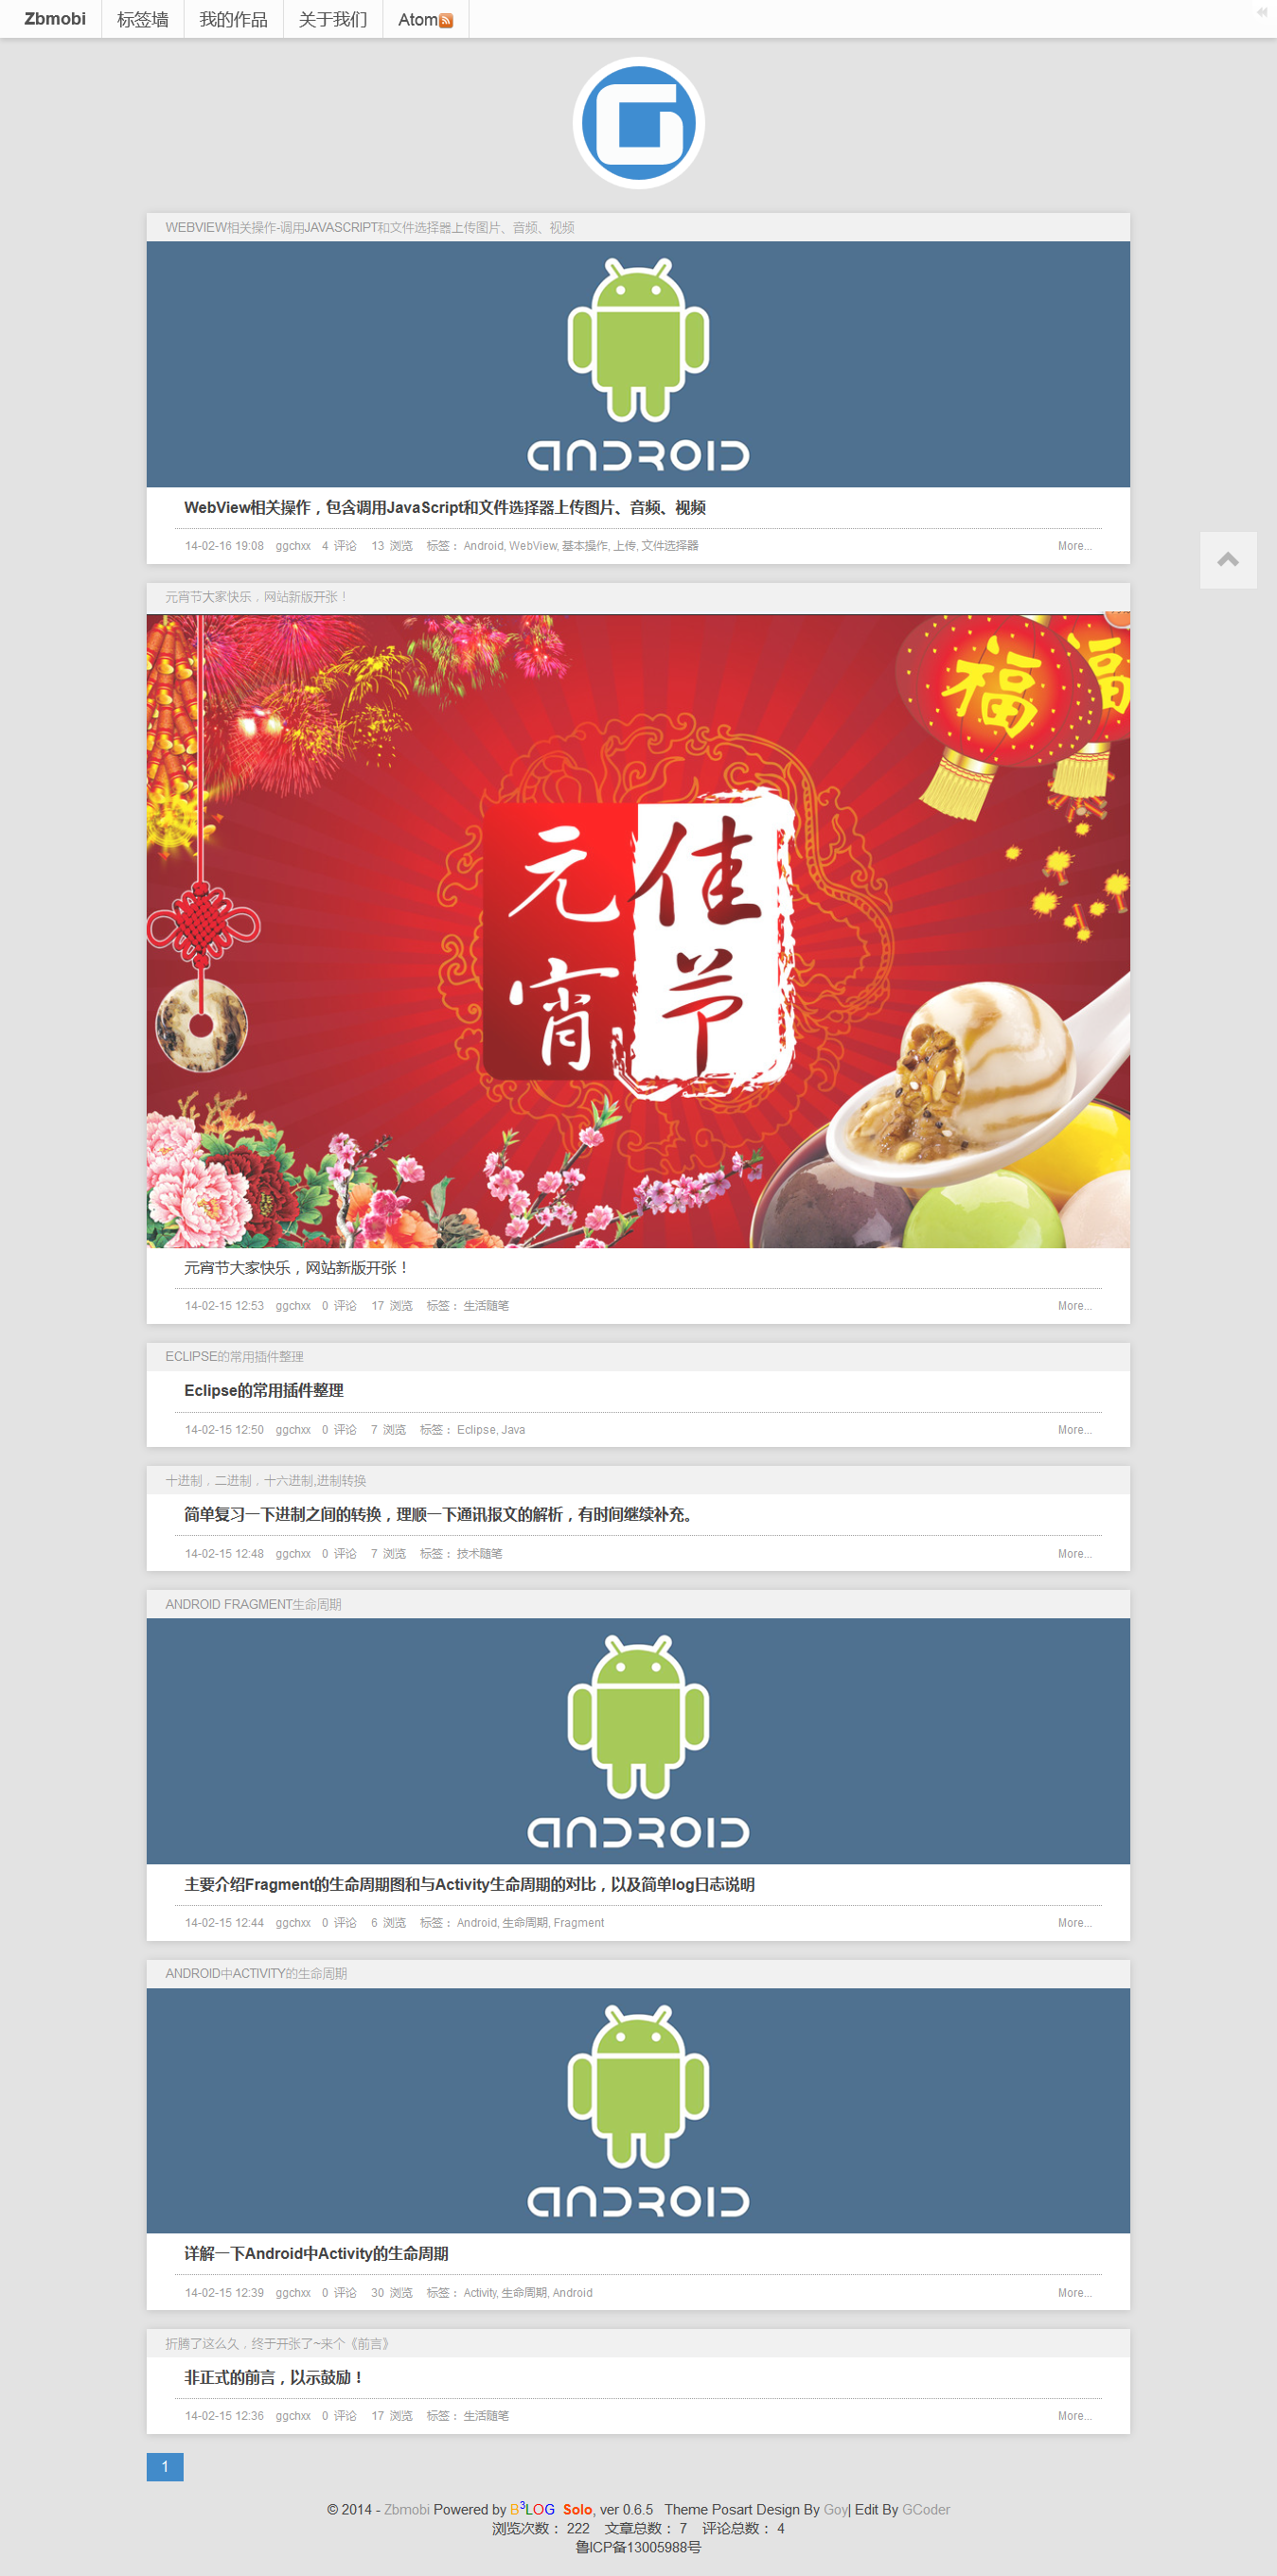 Zbmobi 标签墙 我的作品 关于我们 Atom
WEBVIEW相关操作-调用JAVASCRIPT和文件选择器上传图片、音频、视频
ANDROID
WebView相关操作，包含调用JavaScript和文件选择器上传图片、音频、视频
14-02-16 19:08 ggchxx 4 评论 13 浏览 标签： Android, WebView, 基本操作, 上传, 文件选择器 More...
元宵节大家快乐，网站新版开张！
福 福
元 佳
宵 节
元宵节大家快乐，网站新版开张！
14-02-15 12:53 ggchxx 0 评论 17 浏览 标签： 生活随笔 More...
ECLIPSE的常用插件整理
Eclipse的常用插件整理
14-02-15 12:50 ggchxx 0 评论 7 浏览 标签： Eclipse, Java More...
十进制，二进制，十六进制,进制转换
简单复习一下进制之间的转换，理顺一下通讯报文的解析，有时间继续补充。
14-02-15 12:48 ggchxx 0 评论 7 浏览 标签： 技术随笔 More...
ANDROID FRAGMENT生命周期
ANDROID
主要介绍Fragment的生命周期图和与Activity生命周期的对比，以及简单log日志说明
14-02-15 12:44 ggchxx 0 评论 6 浏览 标签： Android, 生命周期, Fragment More...
ANDROID中ACTIVITY的生命周期
ANDROID
详解一下Android中Activity的生命周期
14-02-15 12:39 ggchxx 0 评论 30 浏览 标签： Activity, 生命周期, Android More...
折腾了这么久，终于开张了~来个《前言》
非正式的前言，以示鼓励！
14-02-15 12:36 ggchxx 0 评论 17 浏览 标签： 生活随笔 More...
1
© 2014 - Zbmobi Powered by B3LOG Solo, ver 0.6.5 Theme Posart Design By Goy| Edit By GCoder
浏览次数： 222 文章总数： 7 评论总数： 4
鲁ICP备13005988号